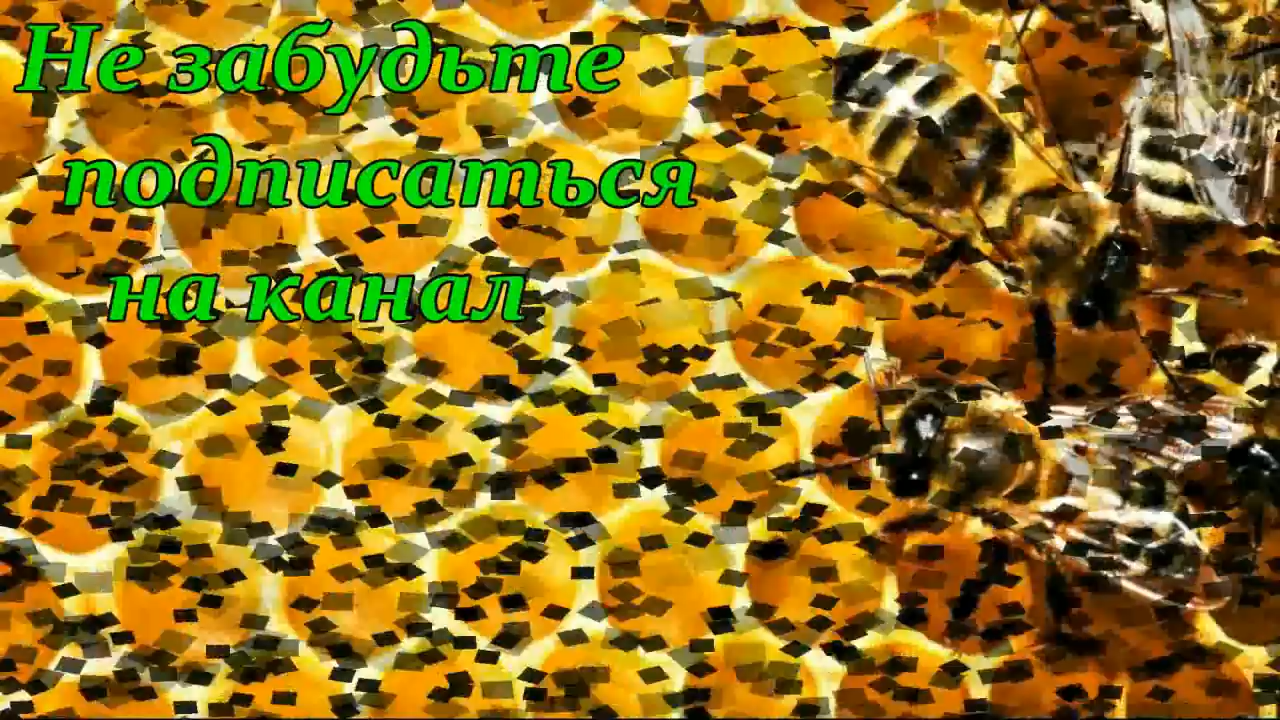 Не забудьте
подписаться
на канал